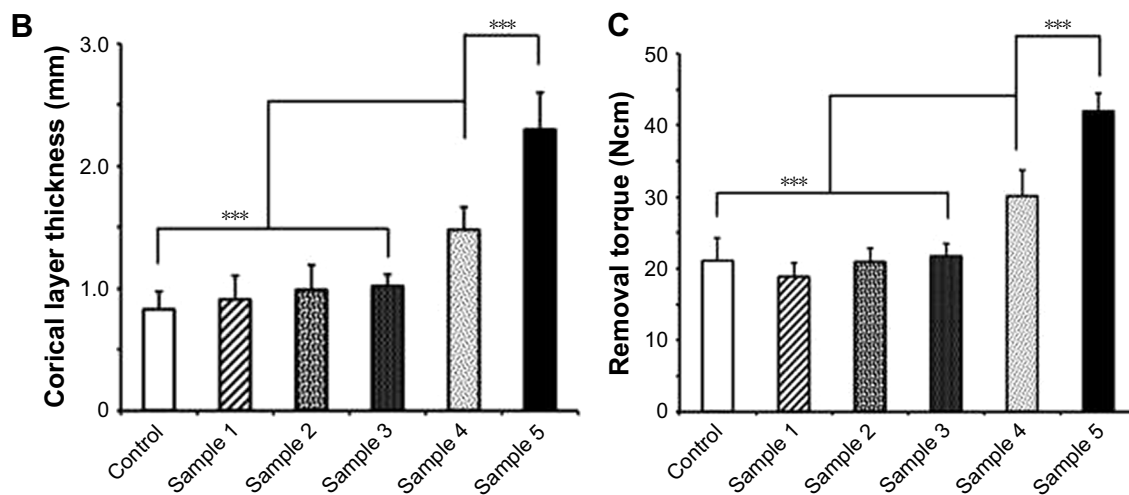 B
Corical layer thickness (mm)
3.0
2.0
1.0
0
***
***
Control
Sample 1
Sample 2
Sample 3
Sample 4
Sample 5
C
Removal torque (Ncm)
50
40
30
20
10
0
***
***
Control
Sample 1
Sample 2
Sample 3
Sample 4
Sample 5